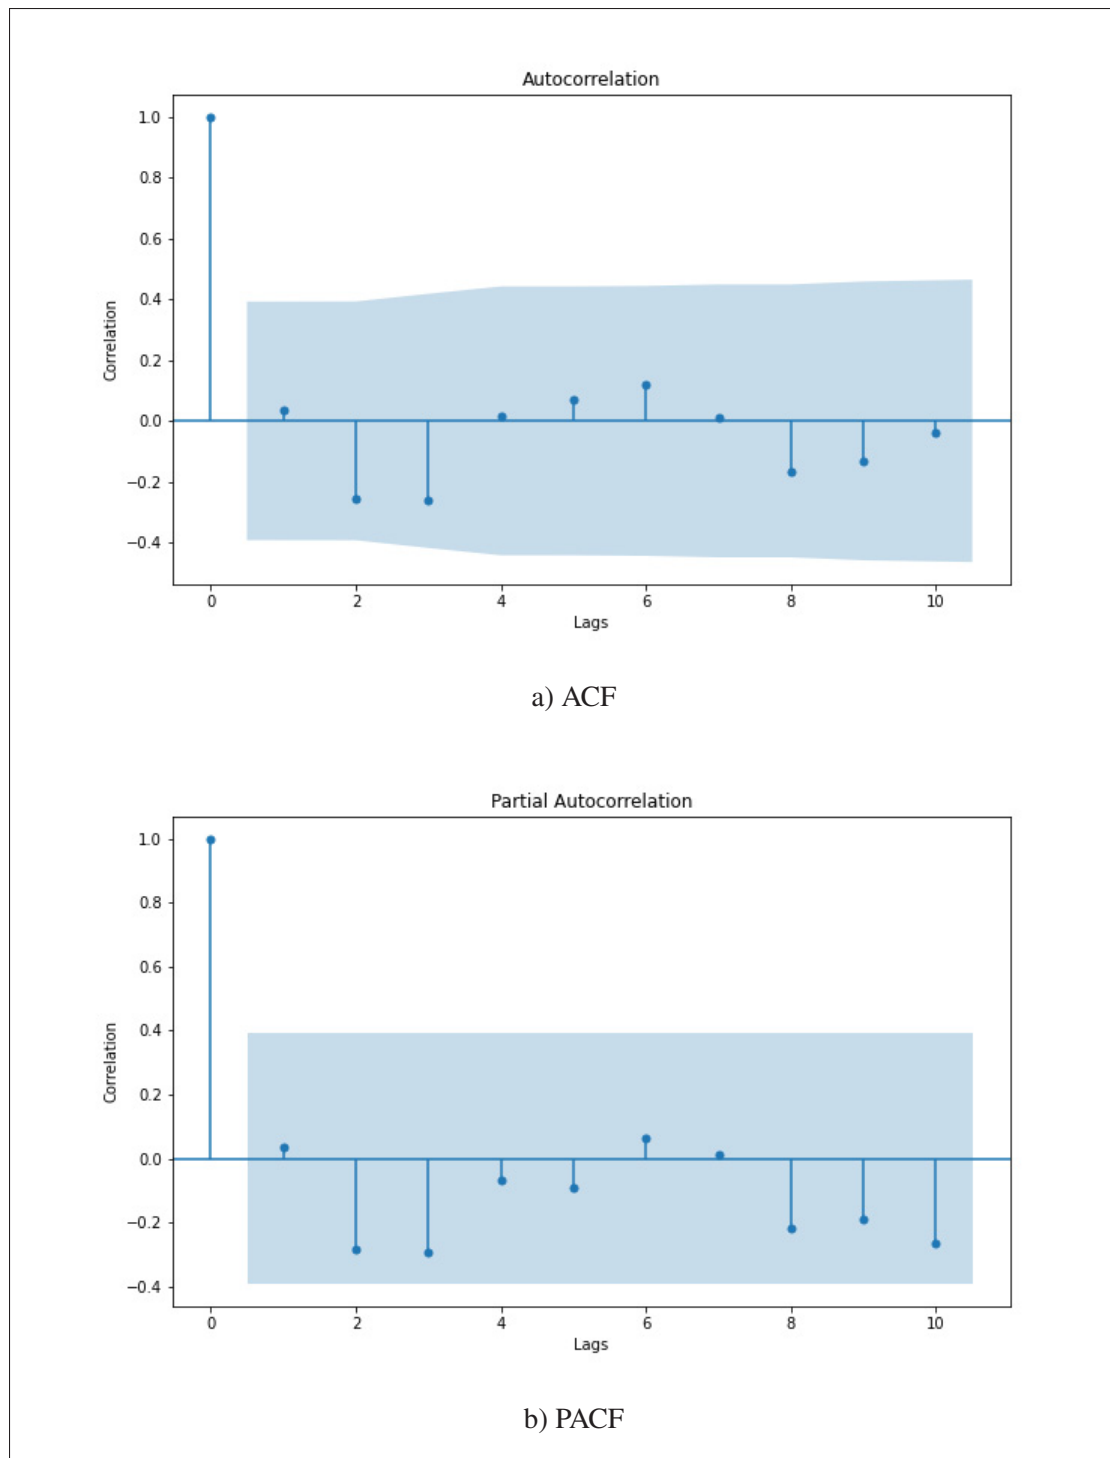 Autocorrelation
1.0
0.8
0.6
0.4
0.2
0.0
−0.2
−0.4
Correlation
0 2 4 6 8 10
Lags
a) ACF
Partial Autocorrelation
1.0
0.8
0.6
0.4
0.2
0.0
−0.2
−0.4
Correlation
0 2 4 6 8 10
Lags
b) PACF